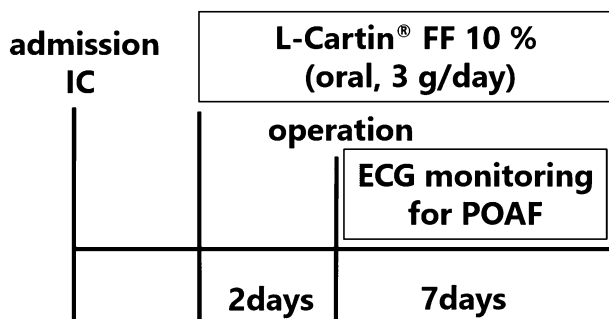 admission
IC
L-Cartin® FF 10 %
(oral, 3 g/day)
operation
ECG monitoring
for POAF
2days
7days